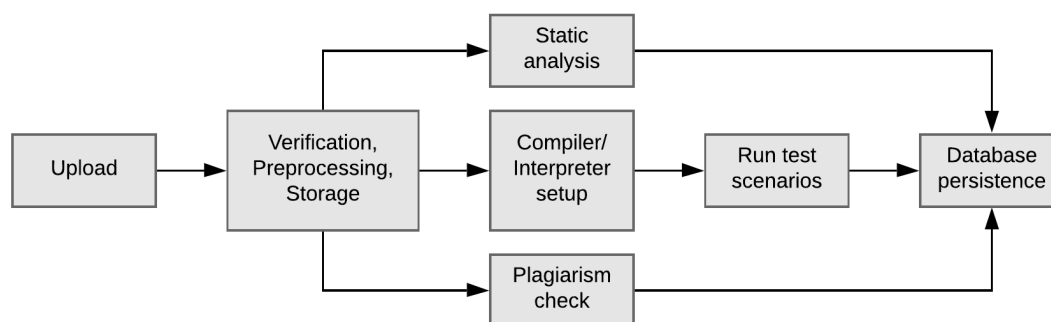 Static
analysis
Upload
Verification,
Preprocessing,
Storage
Compiler/
Interpreter
setup
Run test
scenarios
Database
persistence
Plagiarism
check